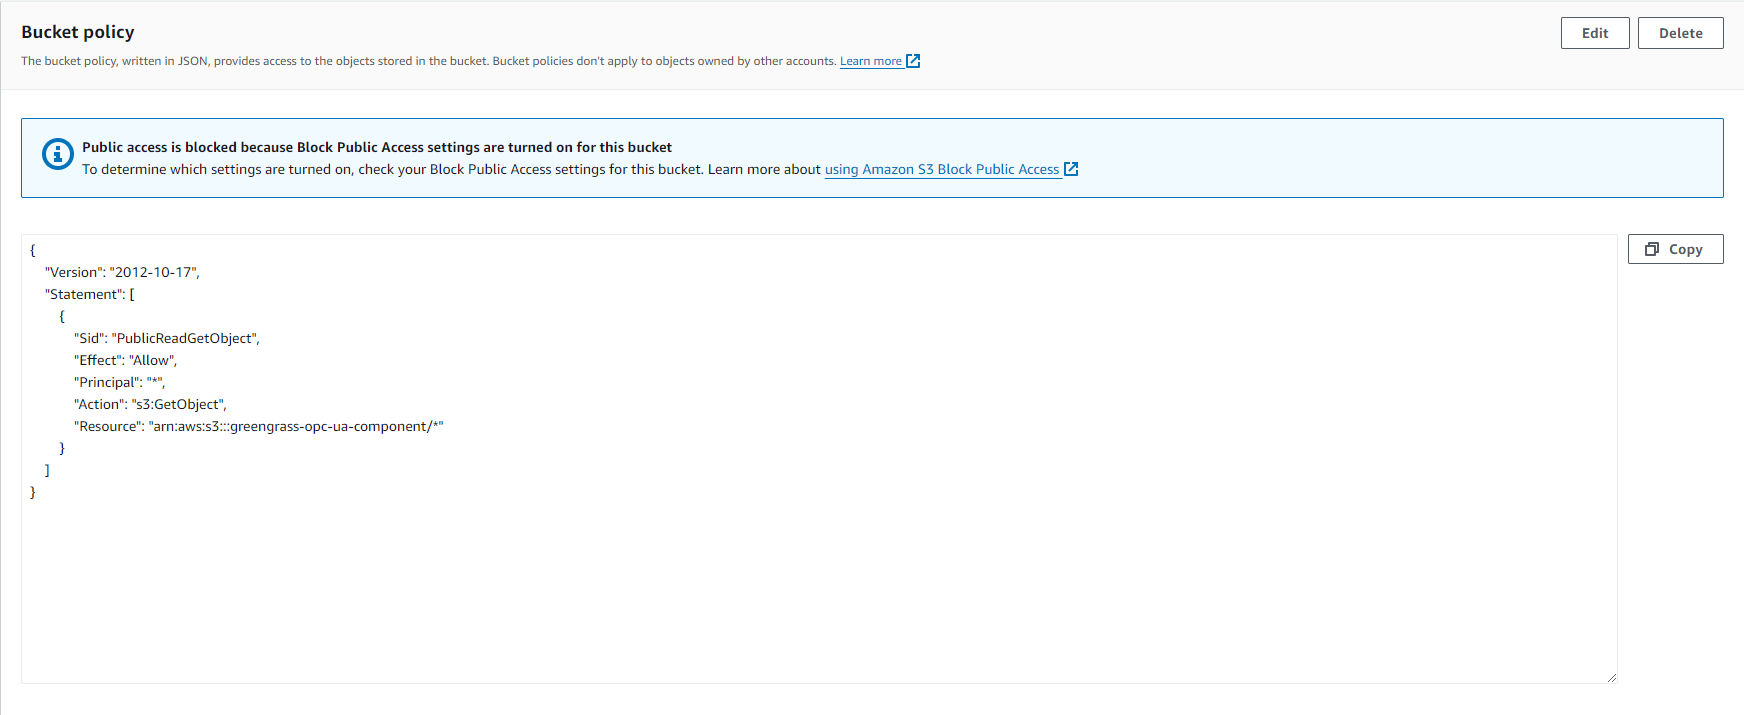 Bucket policy
Edit
Delete
The bucket policy, written in JSON, provides access to the objects stored in the bucket. Bucket policies don't apply to objects owned by other accounts. Learn more
Public access is blocked because Block Public Access settings are turned on for this bucket
To determine which settings are turned on, check your Block Public Access settings for this bucket. Learn more about using Amazon S3 Block Public Access
Copy
{
"Version": "2012-10-17",
"Statement": [
{
"Sid": "PublicReadGetObject",
"Effect": "Allow",
"Principal": "*",
"Action": "s3:GetObject",
"Resource": "arn:aws:s3:::greengrass-opc-ua-component/*"
}
]
}